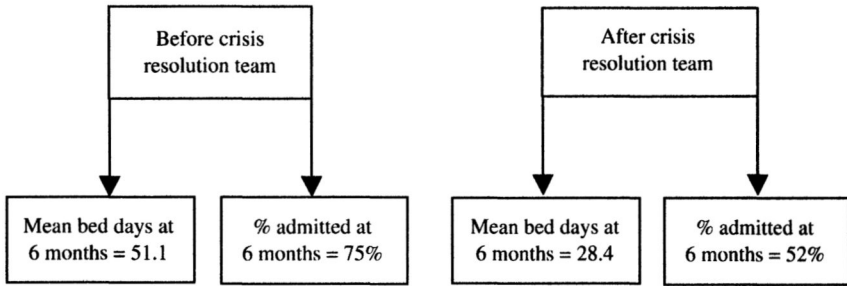 Before crisis
resolution team
After crisis
resolution team
Mean bed days at
6 months = 51.1
% admitted at
6 months = 75%
Mean bed days at
6 months = 28.4
% admitted at
6 months = 52%